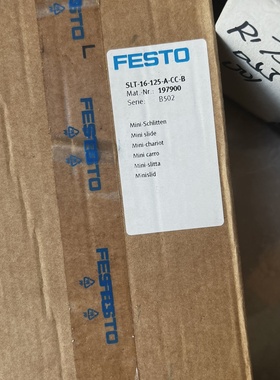 FESTO
SLT-16-125-A-CC-B
Mat.-Nr.: 197900
Serie: B502
Mini-Schlitten
Mini slide
Mini-chariot
Mini carro
Mini-slitta
Minislid
L
FESTO
FESTO